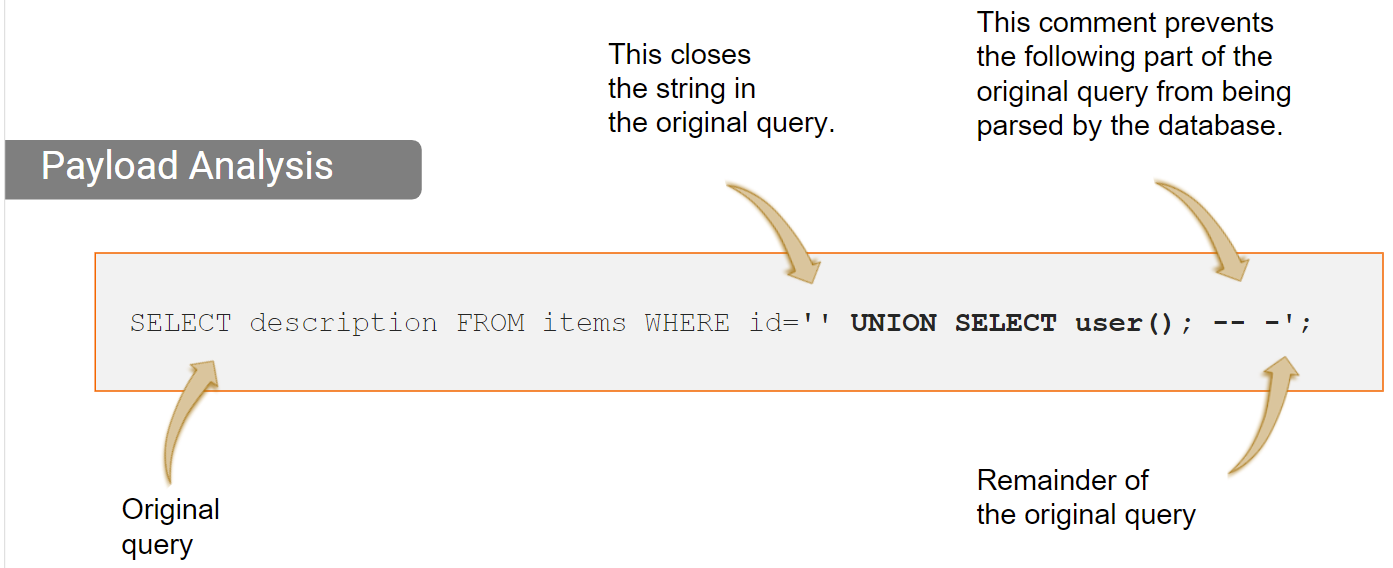 This comment prevents
the following part of the
original query from being
parsed by the database.
This closes
the string in
the original query.
Payload Analysis
SELECT description FROM items WHERE id='' UNION SELECT user(); -- -';
Original
query
Remainder of
the original query